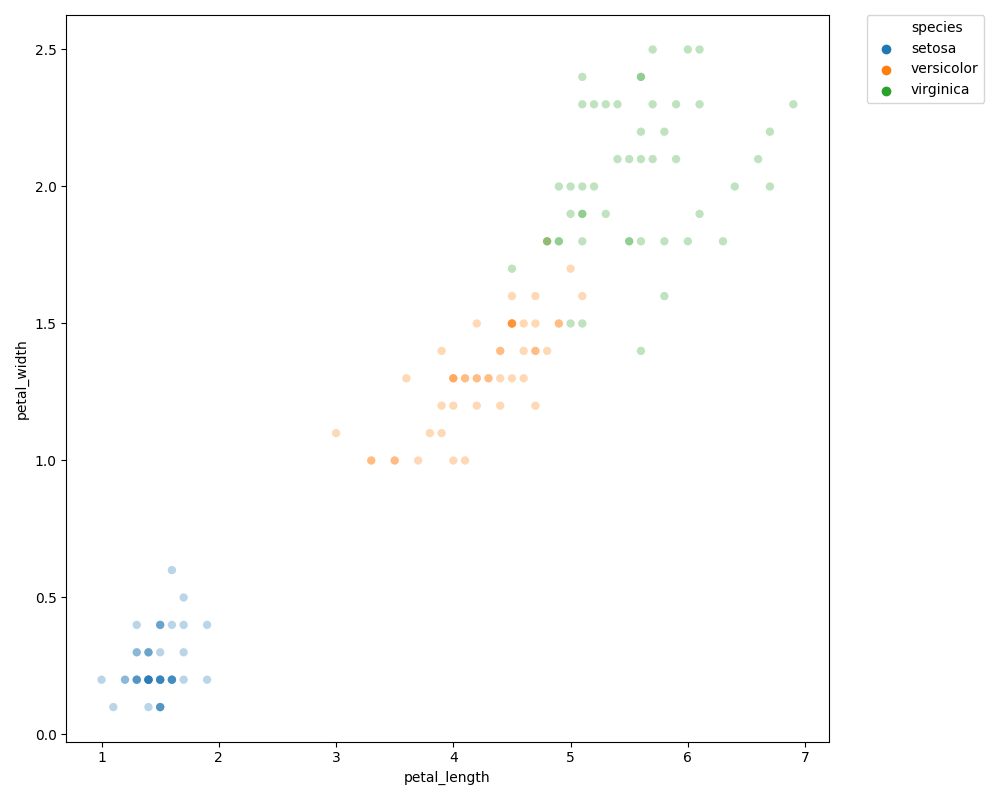 species
setosa
versicolor
virginica
petal_width
2.5
2.0
1.5
1.0
0.5
0.0
1 2 3 4 5 6 7
petal_length